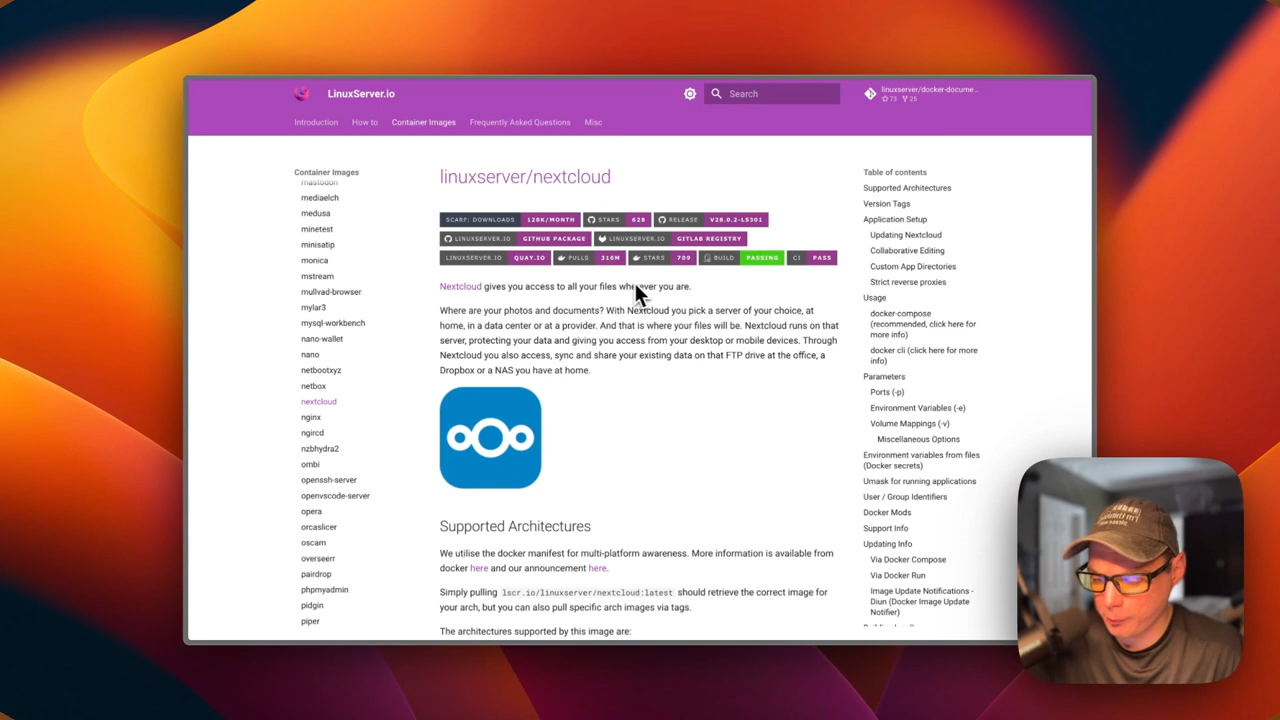 LinuxServer.io
Search
linuxserver/docker-docume...
73 25
Introduction
How to
Container Images
Frequently Asked Questions
Misc
Container Images
mastodon
mediaelch
medusa
minetest
minisatip
monica
mstream
mullvad-browser
mylar3
mysql-workbench
nano-wallet
nano
netbootxyz
netbox
nextcloud
nginx
ngircd
nzbhydra2
ombi
openssh-server
openvscode-server
opera
orcaslicer
oscam
overseerr
pairdrop
phpmyadmin
pidgin
piper
linuxserver/nextcloud
SCARF: DOWNLOADS 128K/MONTH STARS 628 RELEASE V28.0.2-LS301
LINUXSERVER.IO GITHUB PACKAGE LINUXSERVER.IO GITLAB REGISTRY
LINUXSERVER.IO QUAY.IO PULLS 316M STARS 709 BUILD PASSING CI PASS
Nextcloud gives you access to all your files wherever you are.
Where are your photos and documents? With Nextcloud you pick a server of your choice, at
home, in a data center or at a provider. And that is where your files will be. Nextcloud runs on that
server, protecting your data and giving you access from your desktop or mobile devices. Through
Nextcloud you also access, sync and share your existing data on that FTP drive at the office, a
Dropbox or a NAS you have at home.
Supported Architectures
We utilise the docker manifest for multi-platform awareness. More information is available from
docker here and our announcement here.
Simply pulling lscr.io/linuxserver/nextcloud:latest should retrieve the correct image for
your arch, but you can also pull specific arch images via tags.
The architectures supported by this image are:
Table of contents
Supported Architectures
Version Tags
Application Setup
Updating Nextcloud
Collaborative Editing
Custom App Directories
Strict reverse proxies
Usage
docker-compose
(recommended, click here for
more info)
docker cli (click here for more
info)
Parameters
Ports (-p)
Environment Variables (-e)
Volume Mappings (-v)
Miscellaneous Options
Environment variables from files
(Docker secrets)
Umask for running applications
User / Group Identifiers
Docker Mods
Support Info
Updating Info
Via Docker Compose
Via Docker Run
Image Update Notifications -
Diun (Docker Image Update
Notifier)